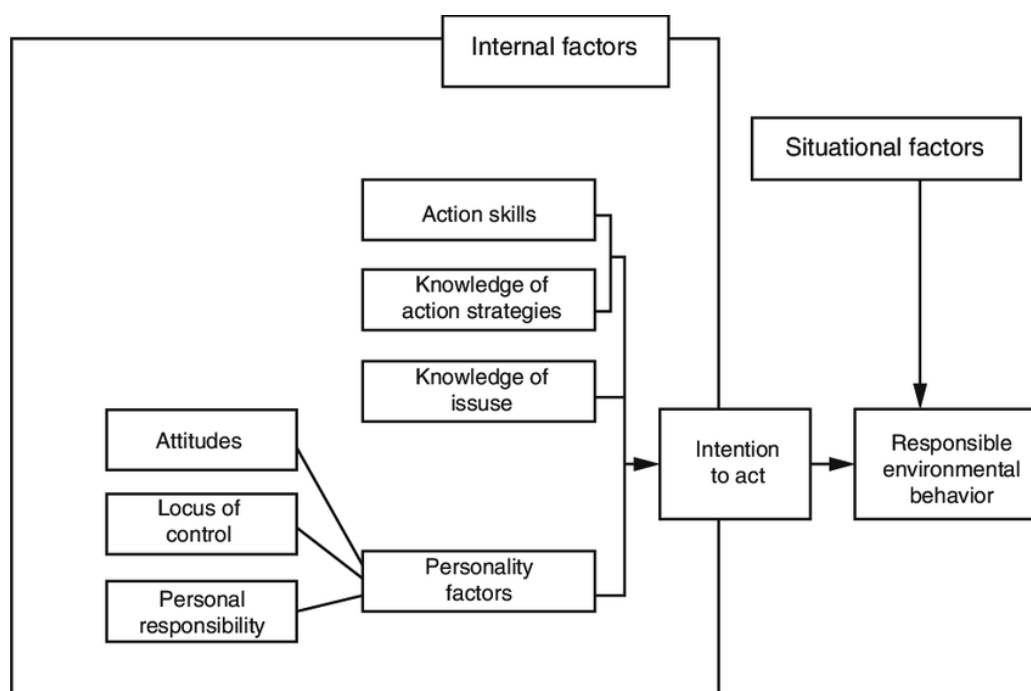 Internal factors
Situational factors
Action skills
Knowledge of
action strategies
Knowledge of
issuse
Attitudes
Locus of
control
Personal
responsibility
Personality
factors
Intention
to act
Responsible
environmental
behavior